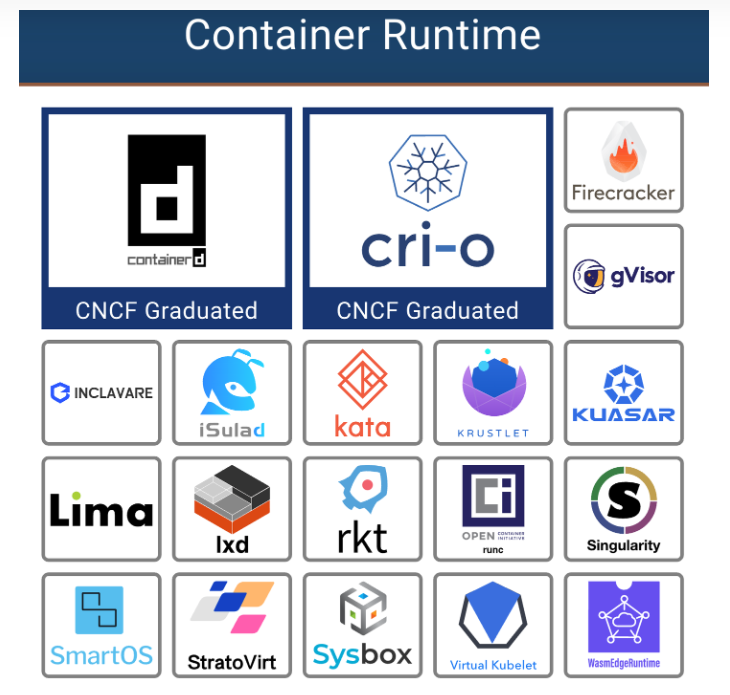 Container Runtime
d
containerd
CNCF Graduated
cri-o
CNCF Graduated
Firecracker
gVisor
INCLAVARE
iSulad
kata
KRUSTLET
KUASAR
Lima
lxd
rkt
Ci
OPEN CONTAINER INITIATIVE
runc
S
Singularity
SmartOS
StratoVirt
Sysbox
Virtual Kubelet
WasmEdgeRuntime